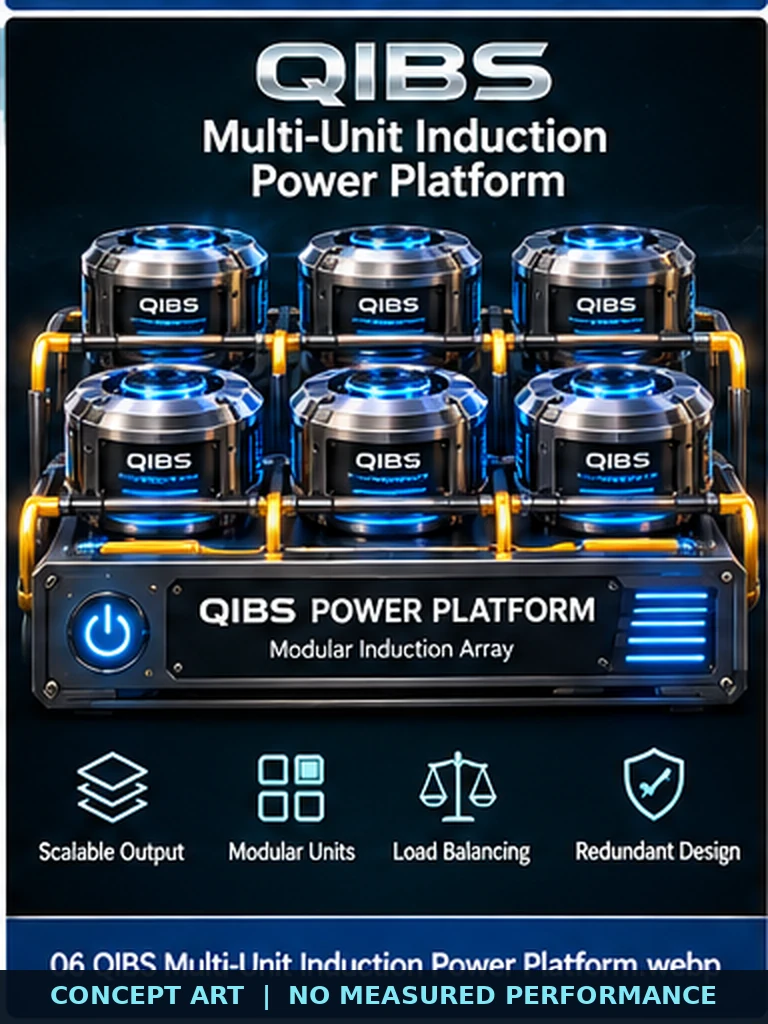 QIBS
Multi-Unit Induction
Power Platform
QIBS
QIBS
QIBS
QIBS
QIBS
QIBS
QIBS POWER PLATFORM
Modular Induction Array
Scalable Output
Modular Units
Load Balancing
Redundant Design
06 QIBS Multi-Unit Induction Power Platform.webp
CONCEPT ART | NO MEASURED PERFORMANCE